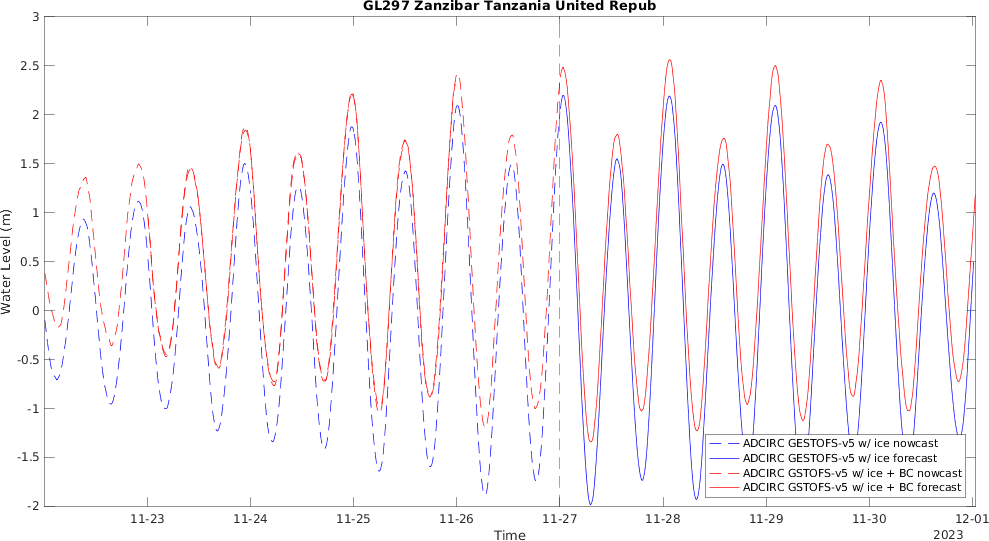 GL297 Zanzibar Tanzania United Repub
3
2.5
2
1.5
1
0.5
0
-0.5
-1
-1.5
-2
Water Level (m)
ADCIRC GESTOFS-v5 w/ ice nowcast
ADCIRC GESTOFS-v5 w/ ice forecast
ADCIRC GSTOFS-v5 w/ ice + BC nowcast
ADCIRC GSTOFS-v5 w/ ice + BC forecast
11-23 11-24 11-25 11-26 11-27 11-28 11-29 11-30 12-01
Time
2023